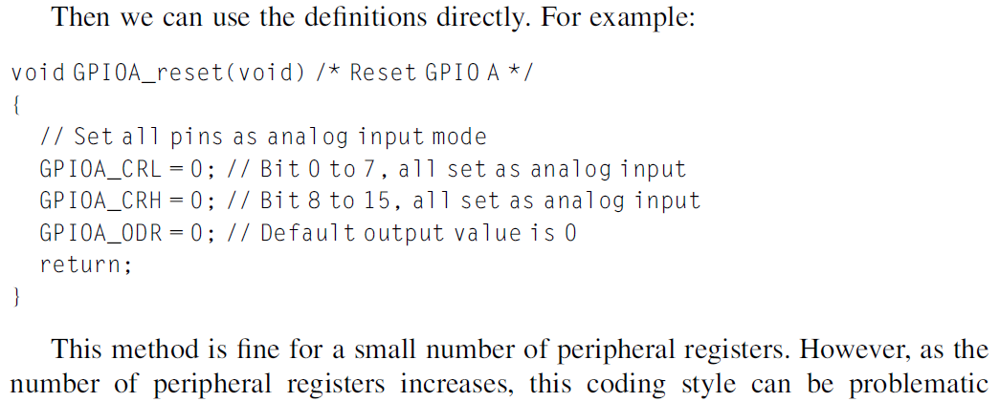 Then we can use the definitions directly. For example:
void GPIOA_reset(void) /* Reset GPIO A */
{
// Set all pins as analog input mode
GPIOA_CRL = 0; // Bit 0 to 7, all set as analog input
GPIOA_CRH = 0; // Bit 8 to 15, all set as analog input
GPIOA_ODR = 0; // Default output value is 0
return;
}
This method is fine for a small number of peripheral registers. However, as the
number of peripheral registers increases, this coding style can be problematic